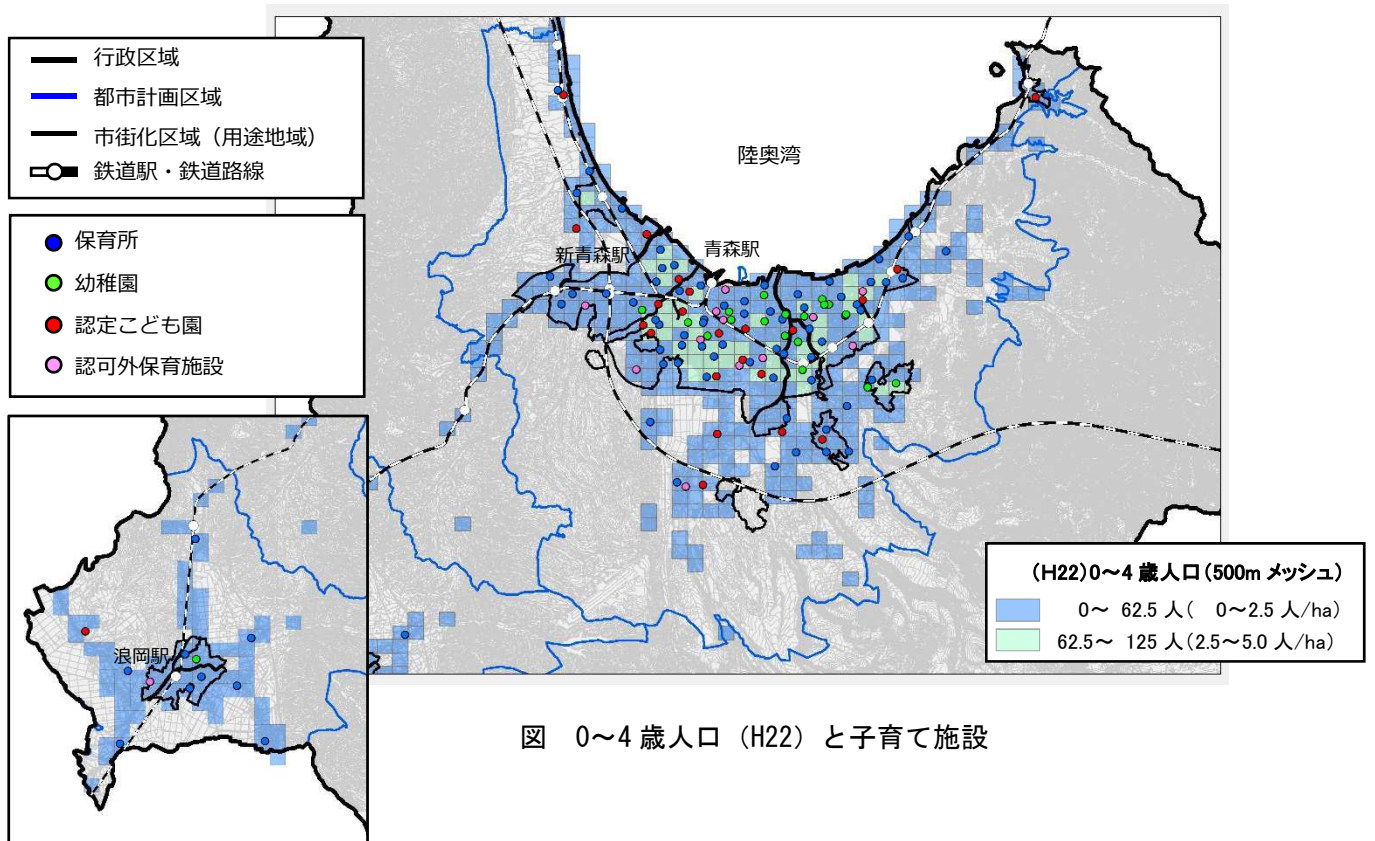 行政区域
都市計画区域
市街化区域（用途地域）
鉄道駅・鉄道路線
保育所
幼稚園
認定こども園
認可外保育施設
陸奥湾
新青森駅
青森駅
浪岡駅
(H22)0～4 歳人口(500m メッシュ)
0～ 62.5 人( 0～2.5 人/ha)
62.5～ 125 人(2.5～5.0 人/ha)
図 0～4 歳人口（H22）と子育て施設